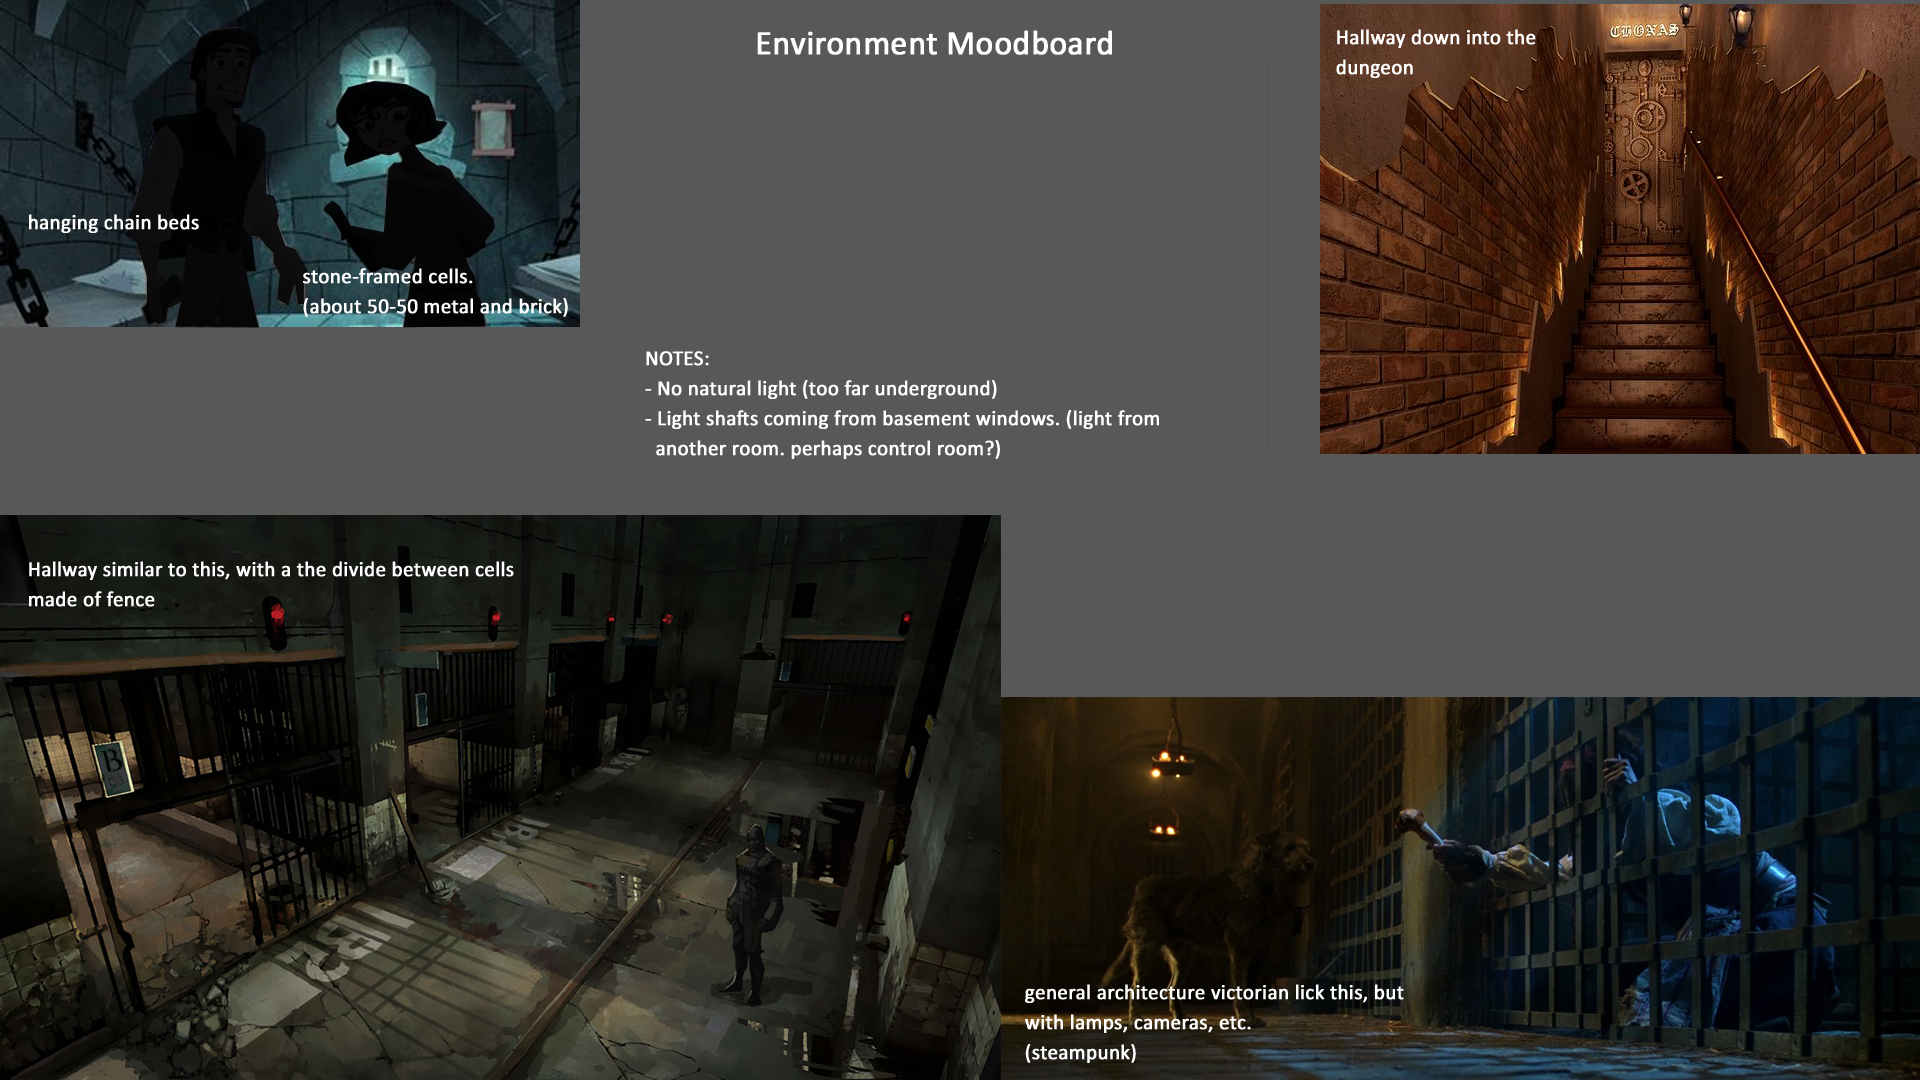 Environment Moodboard
Hallway down into the
dungeon
CHONAS
hanging chain beds
stone-framed cells.
(about 50-50 metal and brick)
NOTES:
- No natural light (too far underground)
- Light shafts coming from basement windows. (light from
another room. perhaps control room?)
Hallway similar to this, with a the divide between cells
made of fence
B
general architecture victorian lick this, but
with lamps, cameras, etc.
(steampunk)